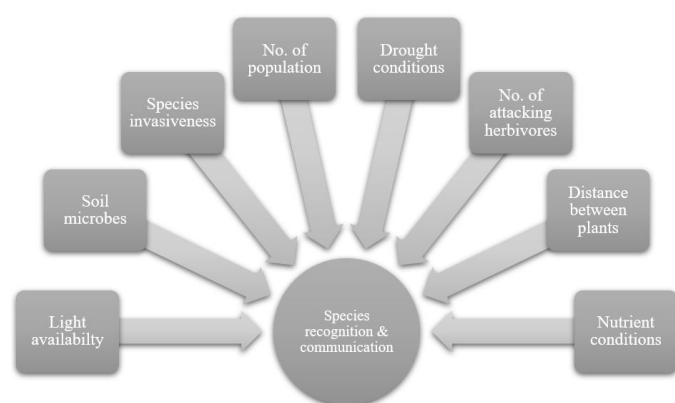 No. of
population
Drought
conditions
Species
invasiveness
No. of
attacking
herbivores
Soil
microbes
Distance
between
plants
Light
availabilty
Species
recognition &
communication
Nutrient
conditions